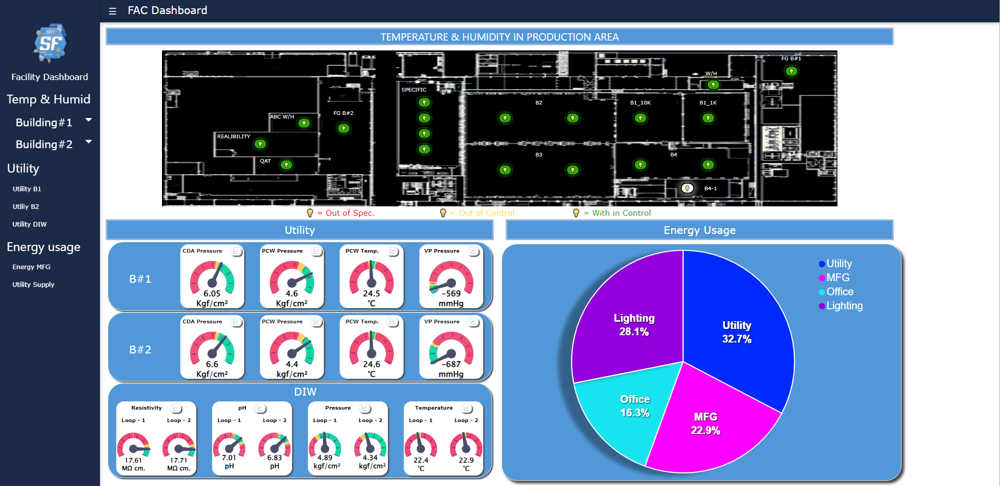 ☰ FAC Dashboard
SDT
SF
SMART
FACTORY
Facility Dashboard
Temp & Humid
Building#1
Building#2
Utility
Utility B1
Utiliy B2
Utility DIW
Energy usage
Energy MFG
Utility Supply
TEMPERATURE & HUMIDITY IN PRODUCTION AREA
FG B#1
W/H
SPECIFIC
B2
B1_10K
B1_1K
FG B#2
ABC W/H
REALIBILITY
QAT
B3
B4
B4-1
= Out of Spec.
= Out of Control
= With in Control
Utility
B#1
CDA Pressure
6.05
Kgf/cm²
PCW Pressure
4.6
Kgf/cm²
PCW Temp.
24.5
°C
VP Pressure
-569
mmHg
B#2
CDA Pressure
6.6
Kgf/cm²
PCW Pressure
4.4
kgf/cm²
PCW Temp.
24.6
°C
VP Pressure
-687
mmHg
DIW
Resistivity
Loop - 1 Loop - 2
17.61 17.71
MΩ cm. MΩ cm.
pH
Loop - 1 Loop - 2
7.01 6.83
pH pH
Pressure
Loop - 1 Loop - 2
4.89 4.34
kgf/cm² kgf/cm²
Temperature
Loop - 1 Loop - 2
22.4 22.9
°C °C
Energy Usage
Utility
MFG
Office
Lighting
Lighting
28.1%
Utility
32.7%
Office
16.3%
MFG
22.9%